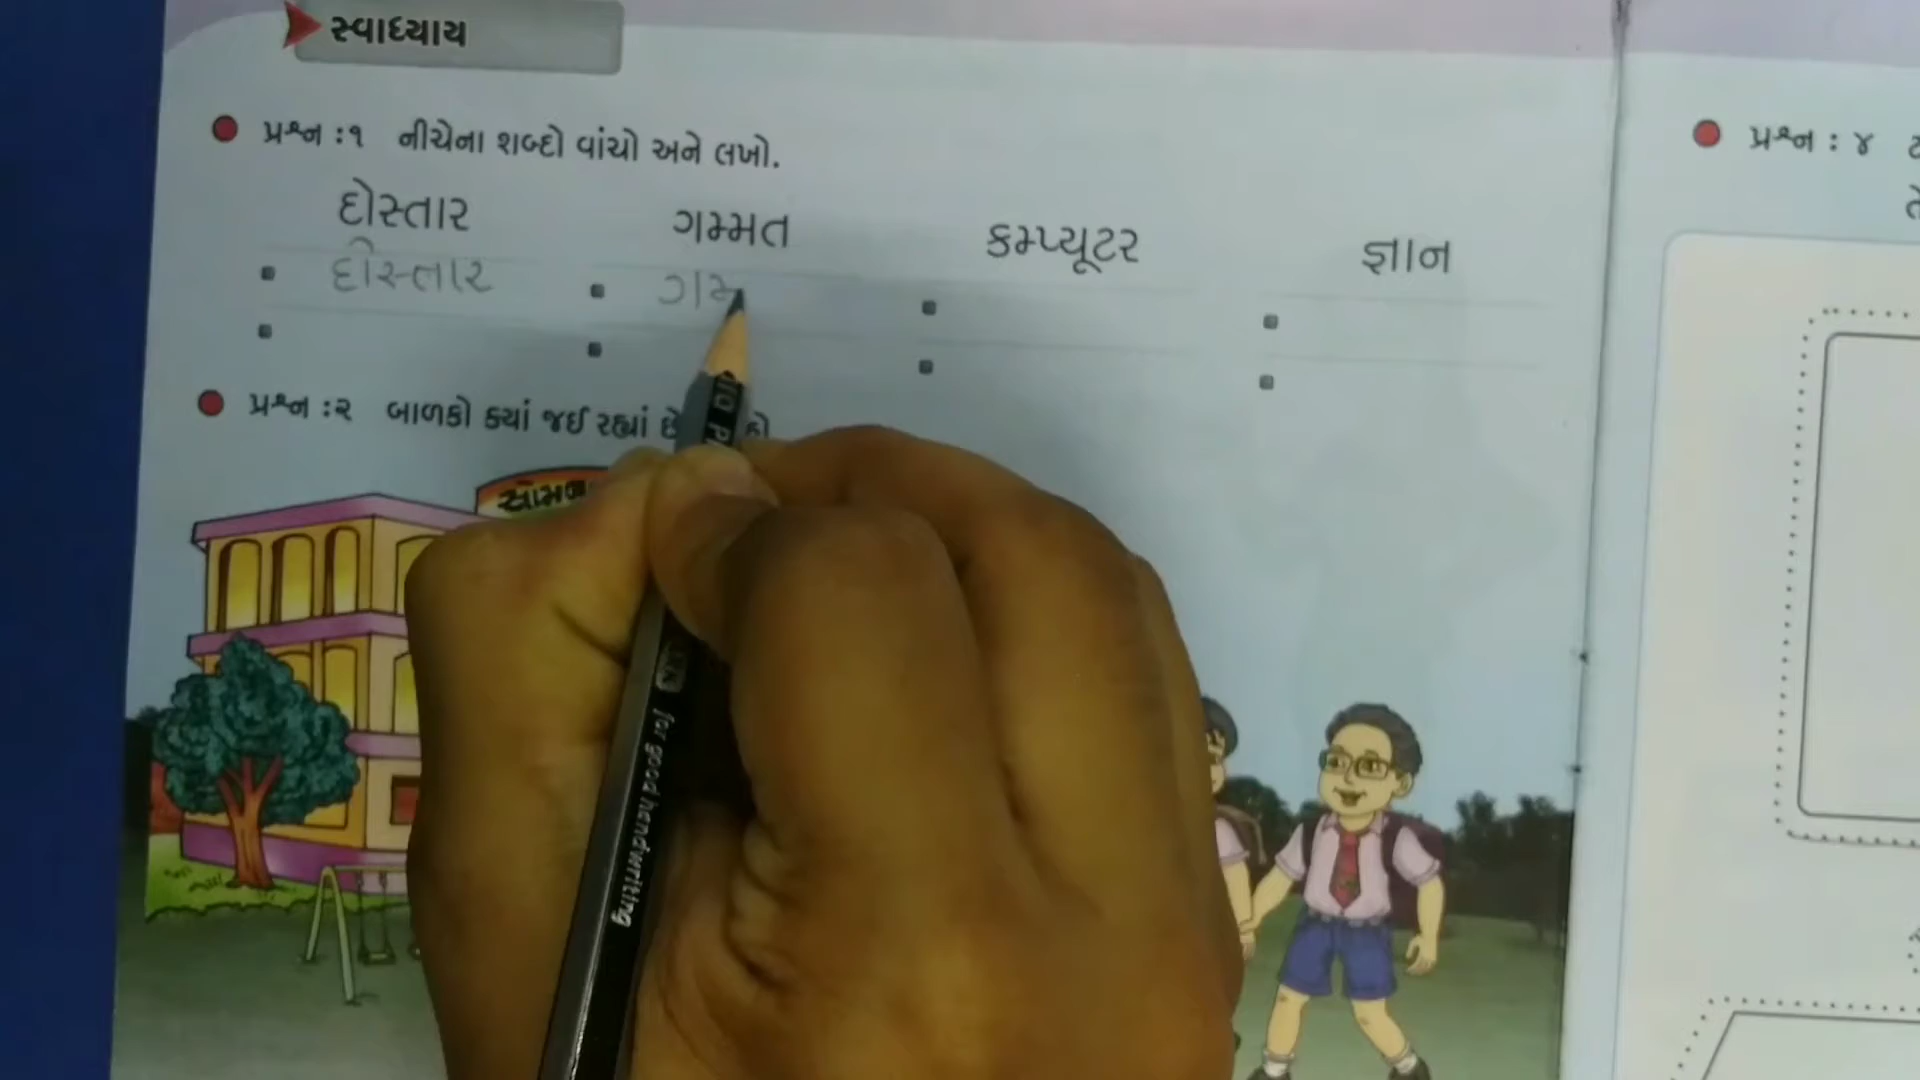 સ્વાધ્યાય
પ્રશ્ન :૧ નીચેના શબ્દો વાંચો અને લખો.
દોસ્તાર ગમ્મત કમ્પ્યૂટર જ્ઞાન
દોસ્તાર ગમ
પ્રશ્ન :૨ બાળકો ક્યાં જઈ રહ્યાં છે
for good handwriting
પ્રશ્ન : ૪